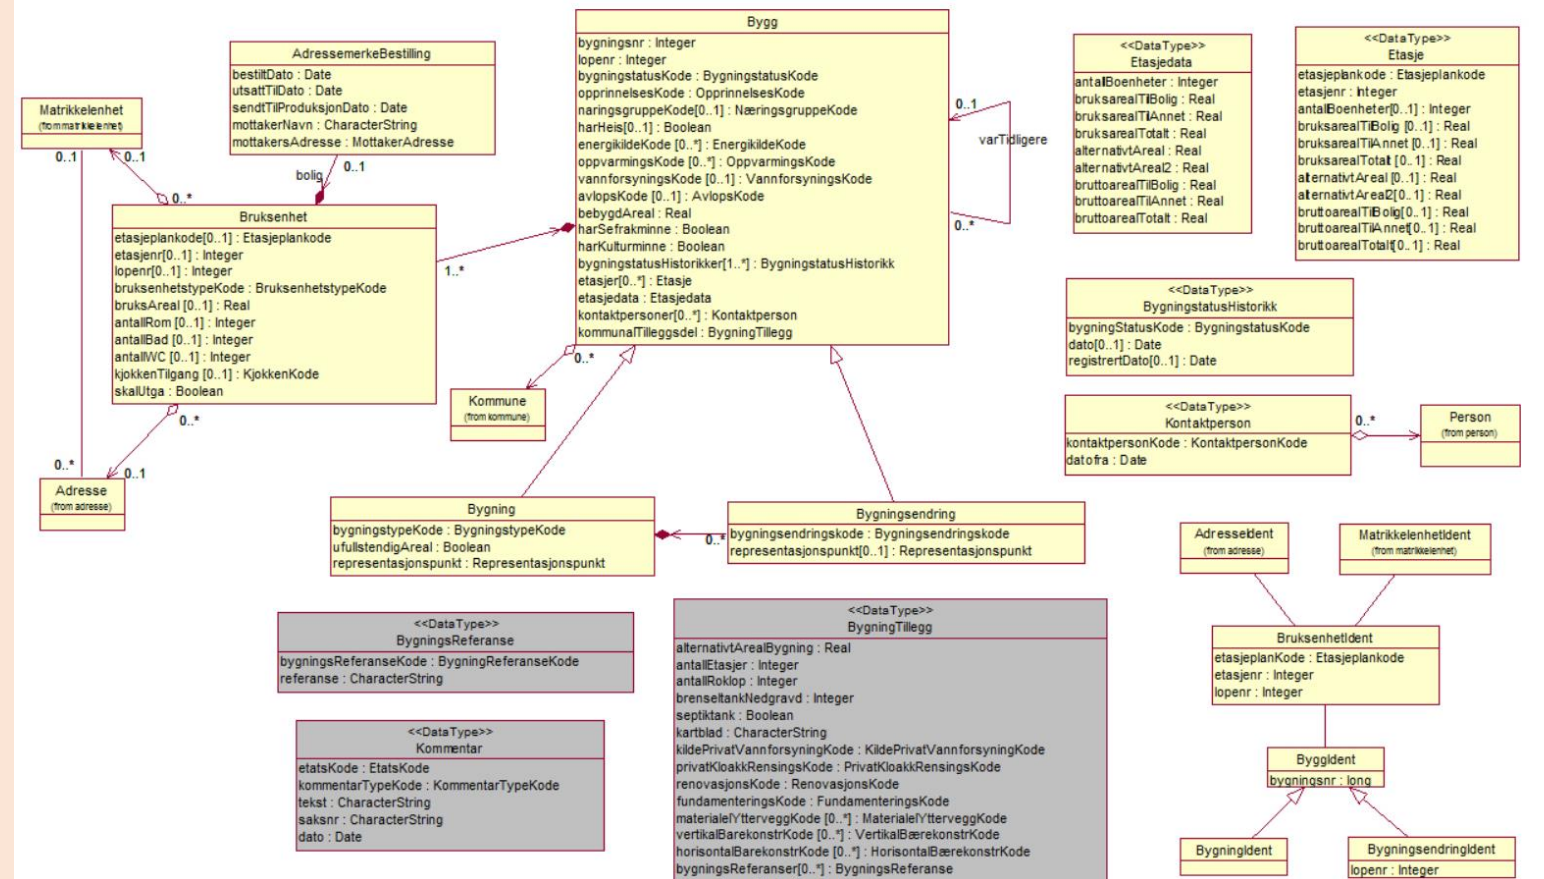 Matrikkelenhet
(from matrikkelenhet)
0..1
0..1
AdressemerkeBestilling
bestiltDato : Date
utsattTilDato : Date
sendtTilProduksjonDato : Date
mottakerNavn : CharacterString
mottakersAdresse : MottakerAdresse
bolig
0..1
0..*
Bruksenhet
etasjeplankode[0..1] : Etasjeplankode
etasjenr[0..1] : Integer
lopenr[0..1] : Integer
bruksenhetstypeKode : BruksenhetstypeKode
bruksAreal [0..1] : Real
antallRom [0..1] : Integer
antallBad [0..1] : Integer
antallWC [0..1] : Integer
kjokkenTilgang [0..1] : KjokkenKode
skalUtga : Boolean
0..*
1..*
0..*
0..1
Adresse
(from adresse)
Bygg
bygningsnr : Integer
lopenr : Integer
bygningstatusKode : BygningstatusKode
opprinnelsesKode : OpprinnelsesKode
naringsgruppeKode[0..1] : NæringsgruppeKode
harHeis[0..1] : Boolean
energikildeKode [0..*] : EnergikildeKode
oppvarmingsKode [0..*] : OppvarmingsKode
vannforsyningsKode [0..1] : VannforsyningsKode
avlopsKode [0..1] : AvlopsKode
bebygdAreal : Real
harSefrakminne : Boolean
harKulturminne : Boolean
bygningstatusHistorikker[1..*] : BygningstatusHistorikk
etasjer[0..*] : Etasje
etasjedata : Etasjedata
kontaktpersoner[0..*] : Kontaktperson
kommunalTilleggsdel : BygningTillegg
0..1
varTidligere
0..*
0..*
Kommune
(from kommune)
Bygning
bygningstypeKode : BygningstypeKode
ufullstendigAreal : Boolean
representasjonspunkt : Representasjonspunkt
0..*
Bygningsendring
bygningsendringskode : Bygningsendringskode
representasjonspunkt[0..1] : Representasjonspunkt
<<DataType>>
Etasjedata
antallBoenheter : Integer
bruksarealTilBolig : Real
bruksarealTilAnnet : Real
bruksarealTotalt : Real
alternativtAreal : Real
alternativtAreal2 : Real
bruttoarealTilBolig : Real
bruttoarealTilAnnet : Real
bruttoarealTotalt : Real
<<DataType>>
Etasje
etasjeplankode : Etasjeplankode
etasjenr : Integer
antallBoenheter[0..1] : Integer
bruksarealTilBolig [0..1] : Real
bruksarealTilAnnet [0..1] : Real
bruksarealTotalt [0..1] : Real
alternativtAreal [0..1] : Real
alternativtAreal2[0..1] : Real
bruttoarealTilBolig[0..1] : Real
bruttoarealTilAnnet[0..1] : Real
bruttoarealTotalt[0..1] : Real
<<DataType>>
BygningstatusHistorikk
bygningStatusKode : BygningstatusKode
dato[0..1] : Date
registrertDato[0..1] : Date
<<DataType>>
Kontaktperson
kontaktpersonKode : KontaktpersonKode
datofra : Date
0..*
Person
(from person)
<<DataType>>
BygningsReferanse
bygningsReferanseKode : BygningReferanseKode
referanse : CharacterString
<<DataType>>
Kommentar
etatsKode : EtatsKode
kommentarTypeKode : KommentarTypeKode
tekst : CharacterString
saksnr : CharacterString
dato : Date
<<DataType>>
BygningTillegg
alternativtArealBygning : Real
antallEtasjer : Integer
antallRoklop : Integer
brenseltankNedgravd : Integer
septiktank : Boolean
kartblad : CharacterString
kildePrivatVannforsyningKode : KildePrivatVannforsyningKode
privatKloakkRensingsKode : PrivatKloakkRensingsKode
renovasjonsKode : RenovasjonsKode
fundamenteringsKode : FundamenteringsKode
materialelYtterveggKode [0..*] : MaterialelYtterveggKode
vertikalBarekonstrKode [0..*] : VertikalBærekonstrKode
horisontalBarekonstrKode [0..*] : HorisontalBærekonstrKode
bygningsReferanser[0..*] : BygningsReferanse
AdresseIdent
(from adresse)
MatrikkelenhetIdent
(from matrikkelenhet)
BruksenhetIdent
etasjeplanKode : Etasjeplankode
etasjenr : Integer
lopenr : Integer
ByggIdent
bygningsnr : long
BygningIdent
BygningsendringIdent
lopenr : Integer